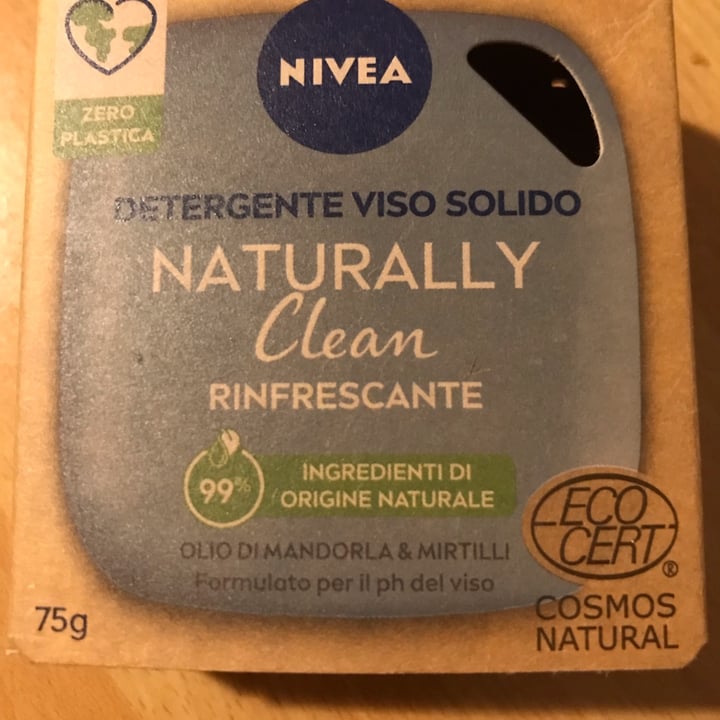 NIVEA
ZERO
PLASTICA
DETERGENTE VISO SOLIDO
NATURALLY
Clean
RINFRESCANTE
99%
INGREDIENTI DI
ORIGINE NATURALE
OLIO DI MANDORLA & MIRTILLI
Formulato per il ph del viso
75g
ECO
CERT®
COSMOS
NATURAL